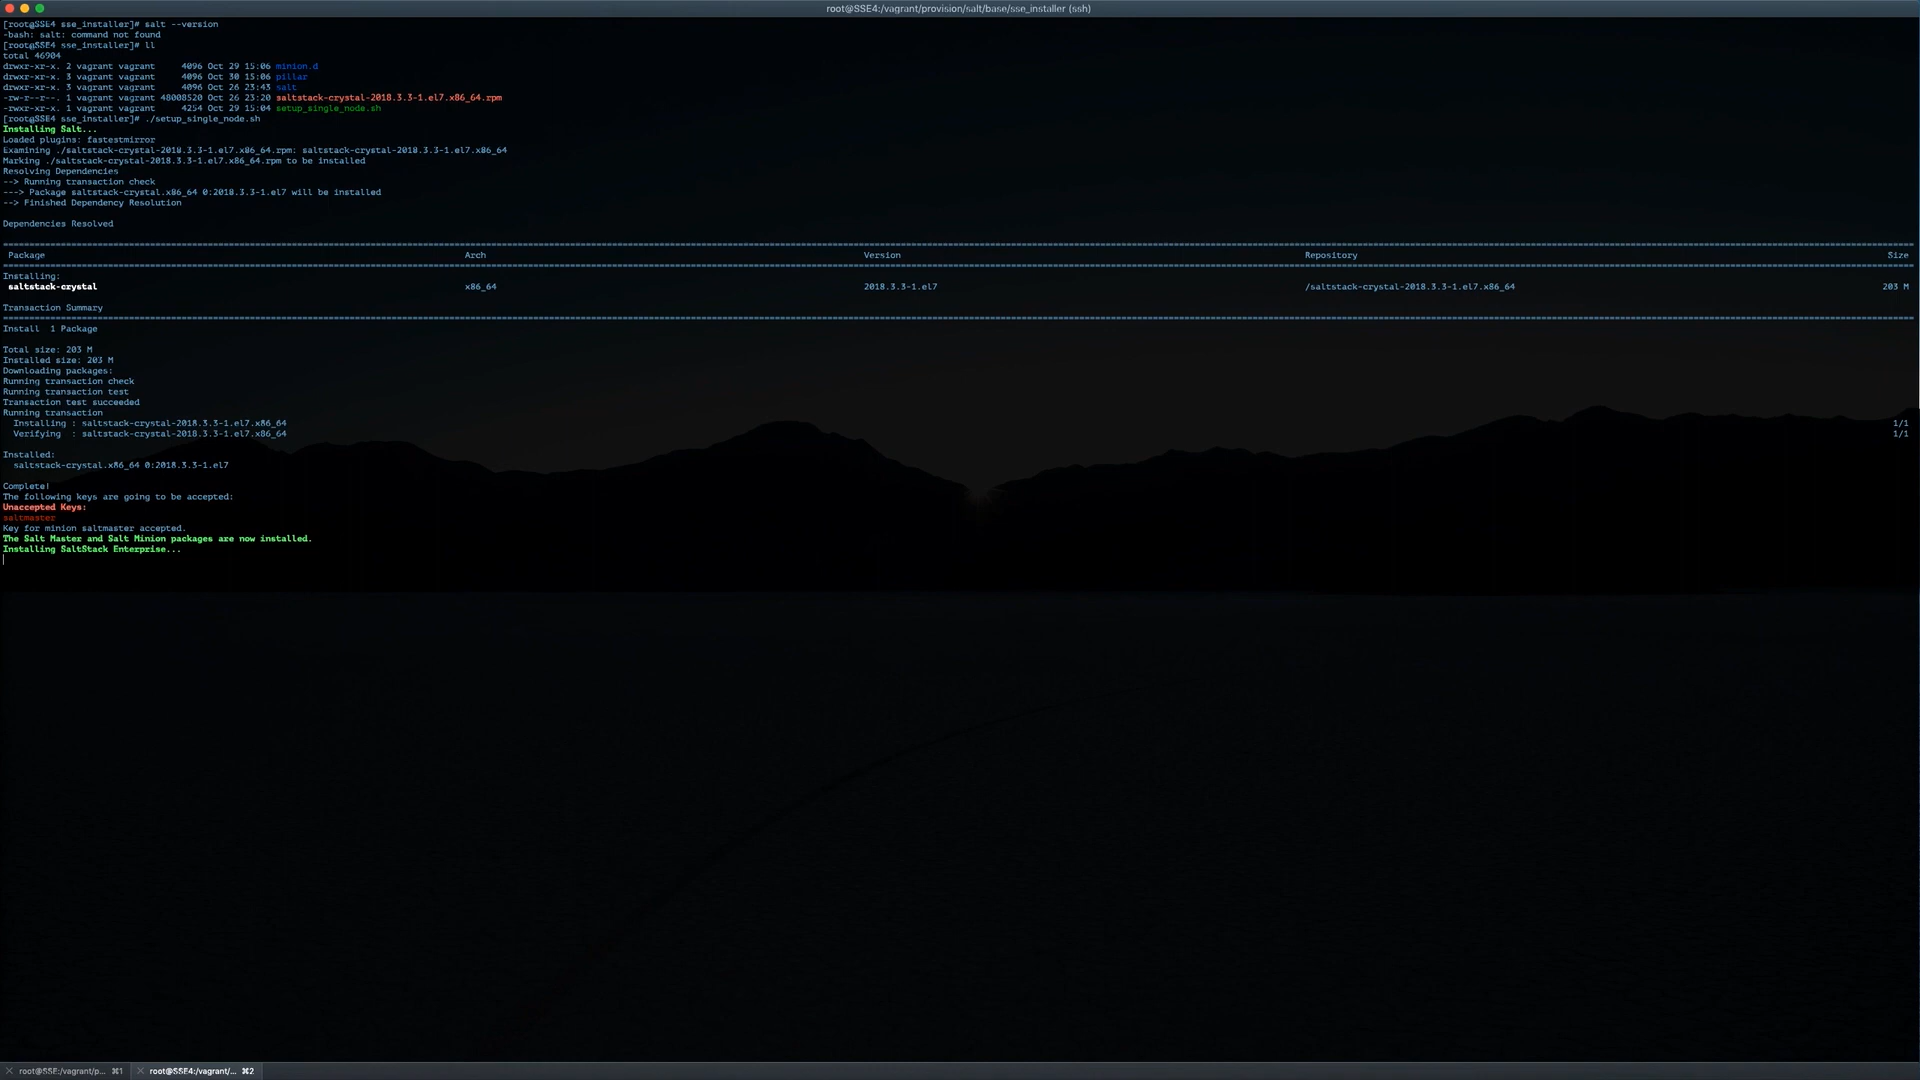 root@SSE4:/vagrant/provision/salt/base/sse_installer (ssh)
[root@SSE4 sse_installer]# salt --version
-bash: salt: command not found
[root@SSE4 sse_installer]# ll
total 46904
drwxr-xr-x. 2 vagrant vagrant     4096 Oct 29 15:06 minion.d
drwxr-xr-x. 3 vagrant vagrant     4096 Oct 30 15:06 pillar
drwxr-xr-x. 3 vagrant vagrant     4096 Oct 26 23:43 salt
-rw-r--r--. 1 vagrant vagrant 48008520 Oct 26 23:20 saltstack-crystal-2018.3.3-1.el7.x86_64.rpm
-rwxr-xr-x. 1 vagrant vagrant     4254 Oct 29 15:04 setup_single_node.sh
[root@SSE4 sse_installer]# ./setup_single_node.sh
Installing Salt...
Loaded plugins: fastestmirror
Examining ./saltstack-crystal-2018.3.3-1.el7.x86_64.rpm: saltstack-crystal-2018.3.3-1.el7.x86_64
Marking ./saltstack-crystal-2018.3.3-1.el7.x86_64.rpm to be installed
Resolving Dependencies
--> Running transaction check
---> Package saltstack-crystal.x86_64 0:2018.3.3-1.el7 will be installed
--> Finished Dependency Resolution
Dependencies Resolved
Package Arch Version Repository Size
Installing:
saltstack-crystal x86_64 2018.3.3-1.el7 /saltstack-crystal-2018.3.3-1.el7.x86_64 203 M
Transaction Summary
Install  1 Package
Total size: 203 M
Installed size: 203 M
Downloading packages:
Running transaction check
Running transaction test
Transaction test succeeded
Running transaction
Installing : saltstack-crystal-2018.3.3-1.el7.x86_64 1/1
Verifying  : saltstack-crystal-2018.3.3-1.el7.x86_64 1/1
Installed:
saltstack-crystal.x86_64 0:2018.3.3-1.el7
Complete!
The following keys are going to be accepted:
Unaccepted Keys:
saltmaster
Key for minion saltmaster accepted.
The Salt Master and Salt Minion packages are now installed.
Installing SaltStack Enterprise...
root@SSE:/vagrant/p... ⌘1 root@SSE4:/vagrant/... ⌘2